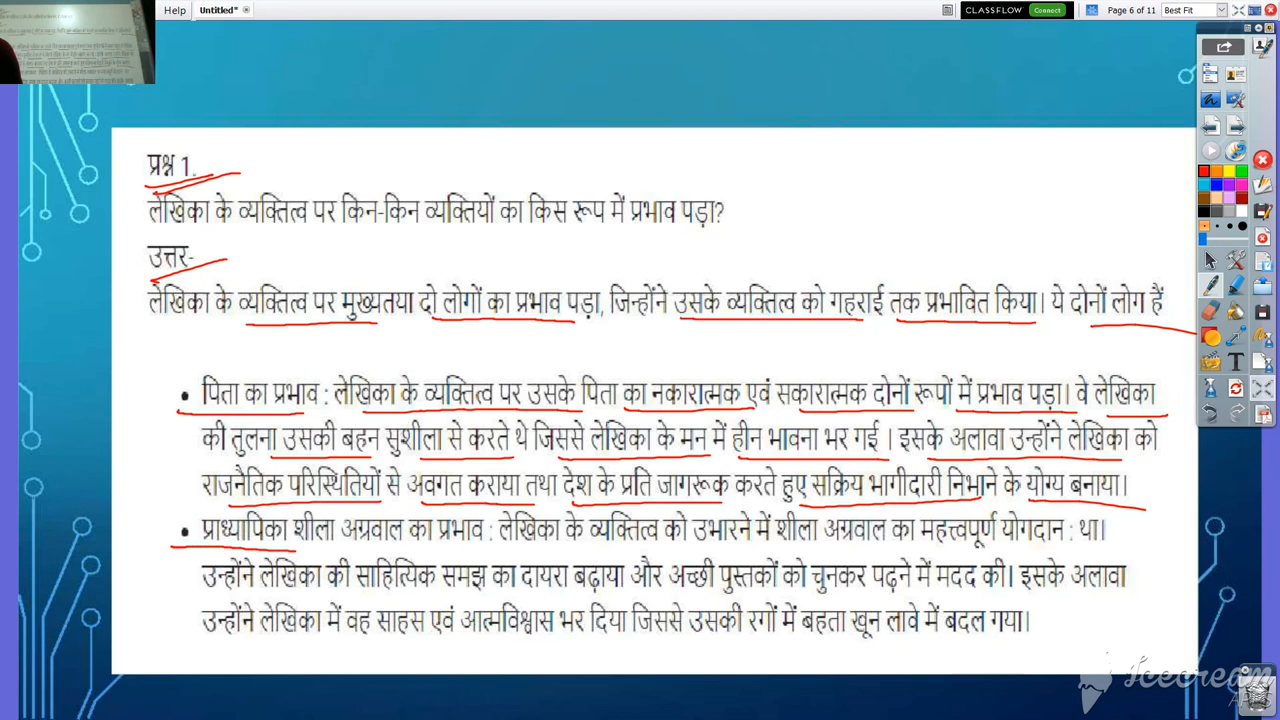 Help
Untitled*
CLASSFLOW Connect
Page 6 of 11
Best Fit
प्रश्न 1.
लेखिका के व्यक्तित्व पर किन-किन व्यक्तियों का किस रूप में प्रभाव पड़ा?
उत्तर-
लेखिका के व्यक्तित्व पर मुख्यतया दो लोगों का प्रभाव पड़ा, जिन्होंने उसके व्यक्तित्व को गहराई तक प्रभावित किया। ये दोनों लोग हैं
• पिता का प्रभाव : लेखिका के व्यक्तित्व पर उसके पिता का नकारात्मक एवं सकारात्मक दोनों रूपों में प्रभाव पड़ा। वे लेखिका
की तुलना उसकी बहन सुशीला से करते थे जिससे लेखिका के मन में हीन भावना भर गई । इसके अलावा उन्होंने लेखिका को
राजनैतिक परिस्थितियों से अवगत कराया तथा देश के प्रति जागरूक करते हुए सक्रिय भागीदारी निभाने के योग्य बनाया।
• प्राध्यापिका शीला अग्रवाल का प्रभाव : लेखिका के व्यक्तित्व को उभारने में शीला अग्रवाल का महत्त्वपूर्ण योगदान : था।
उन्होंने लेखिका की साहित्यिक समझ का दायरा बढ़ाया और अच्छी पुस्तकों को चुनकर पढ़ने में मदद की। इसके अलावा
उन्होंने लेखिका में वह साहस एवं आत्मविश्वास भर दिया जिससे उसकी रगों में बहता खून लावे में बदल गया।
Icecream
APPS